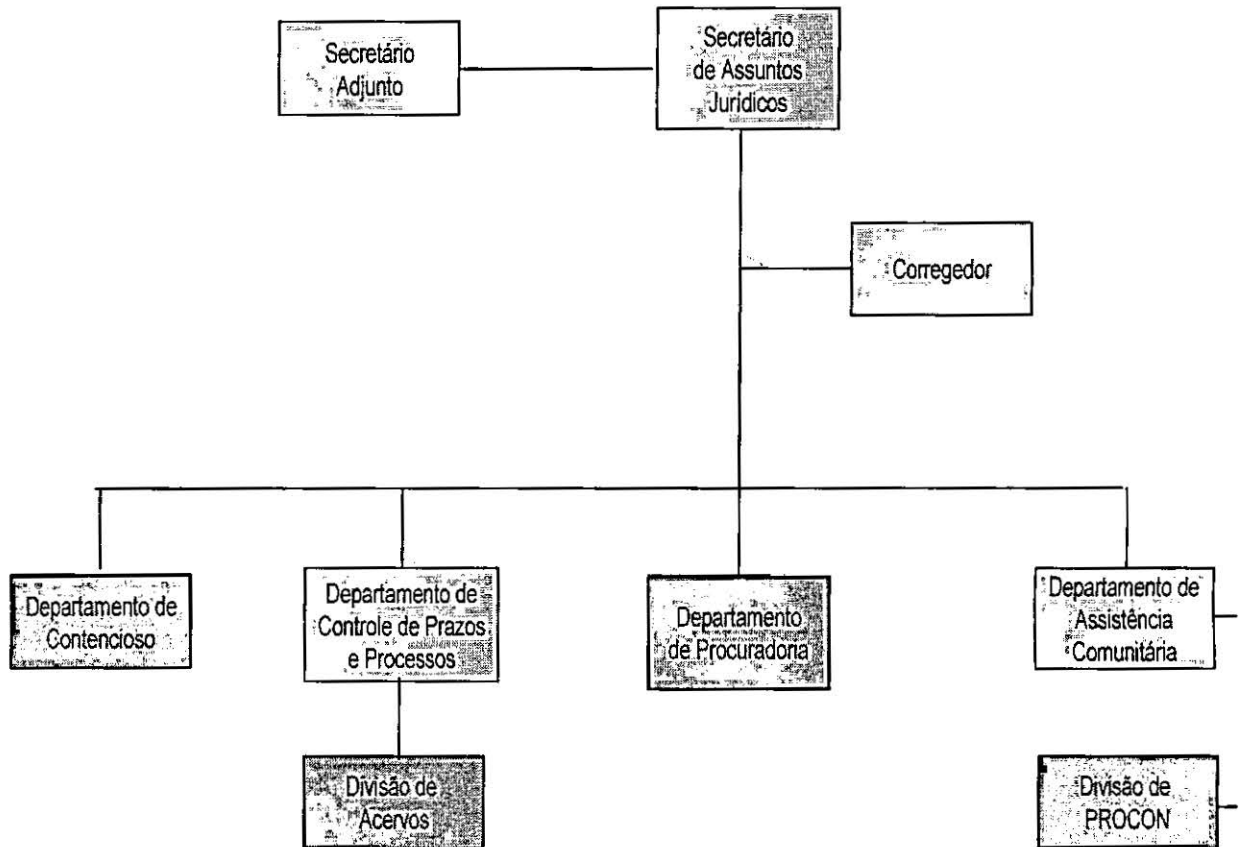 Secretário
Adjunto
Secretário
de Assuntos
Jurídicos
Corregedor
Departamento de
Contencioso
Departamento de
Controle de Prazos
e Processos
Departamento
de Procuradoria
Departamento de
Assistência
Comunitária
Divisão de
Acervos
Divisão de
PROCON